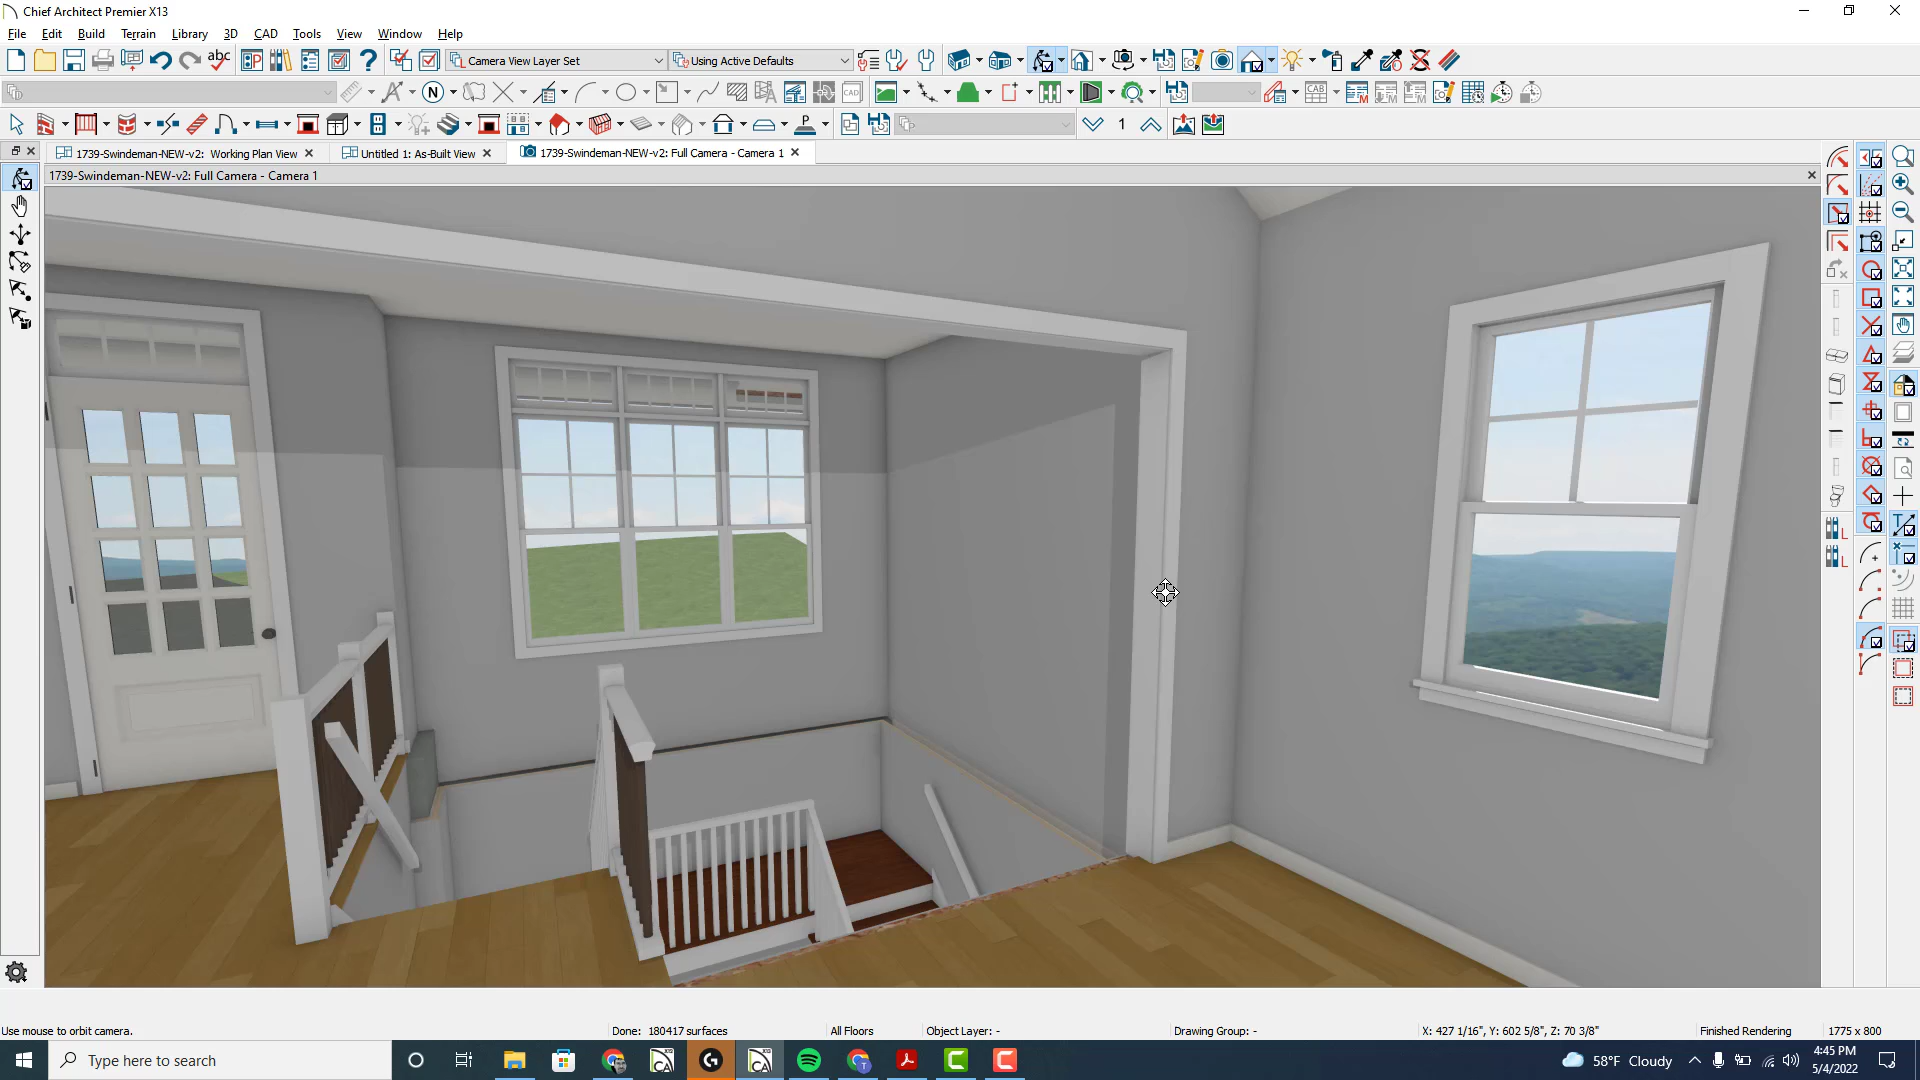 Chief Architect Premier X13
File Edit Build Terrain Library 3D CAD Tools View Window Help
Camera View Layer Set Using Active Defaults
N CAD CAB M M M
P 1
1739-Swindeman-NEW-v2: Working Plan View Untitled 1: As-Built View 1739-Swindeman-NEW-v2: Full Camera - Camera 1
1739-Swindeman-NEW-v2: Full Camera - Camera 1
Use mouse to orbit camera. Done: 180417 surfaces All Floors Object Layer: - Drawing Group: - X: 427 1/16", Y: 602 5/8", Z: 70 3/8" Finished Rendering 1775 x 800
Type here to search
58°F Cloudy
4:45 PM
5/4/2022